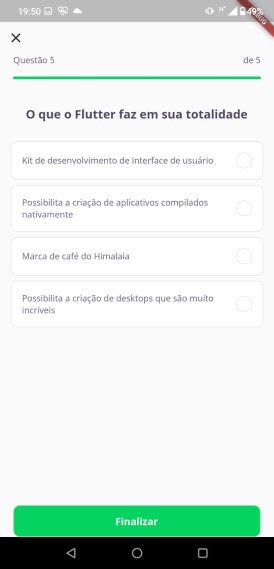 19:50 49%
Questão 5 de 5
O que o Flutter faz em sua totalidade
Kit de desenvolvimento de interface de usuário
Possibilita a criação de aplicativos compilados
nativamente
Marca de café do Himalaia
Possibilita a criação de desktops que são muito
incríveis
Finalizar